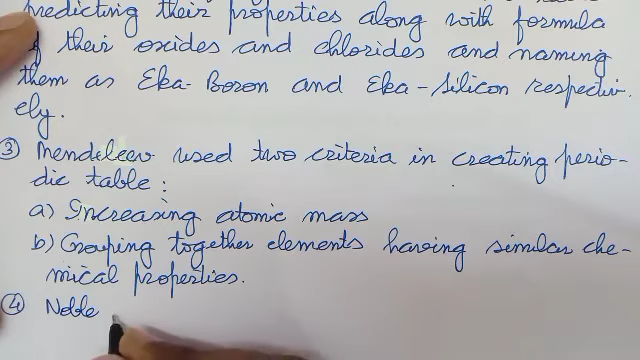 predicting their properties along with formula
of their oxides and chlorides and naming
them as Eka-Boron and Eka-Silicon respectiv-
ely.
③ Mendeleev used two criteria in creating perio-
dic table :
a) Increasing atomic mass
b) Grouping together elements having similar che-
mical properties.
④ Noble